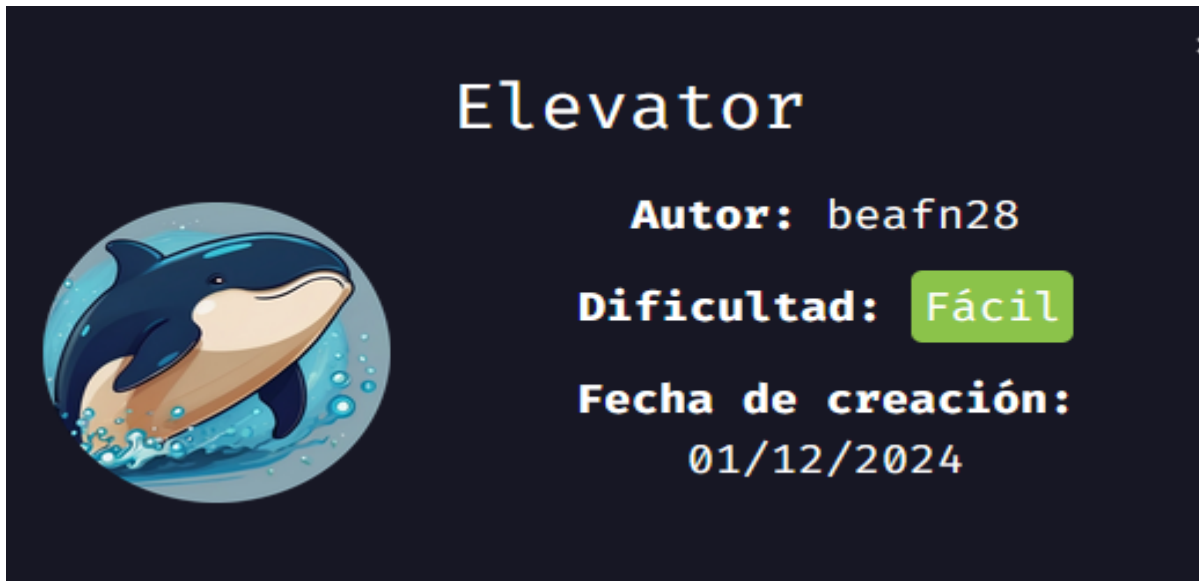 Elevator
Autor: beafn28
Dificultad: Fácil
Fecha de creación:
01/12/2024